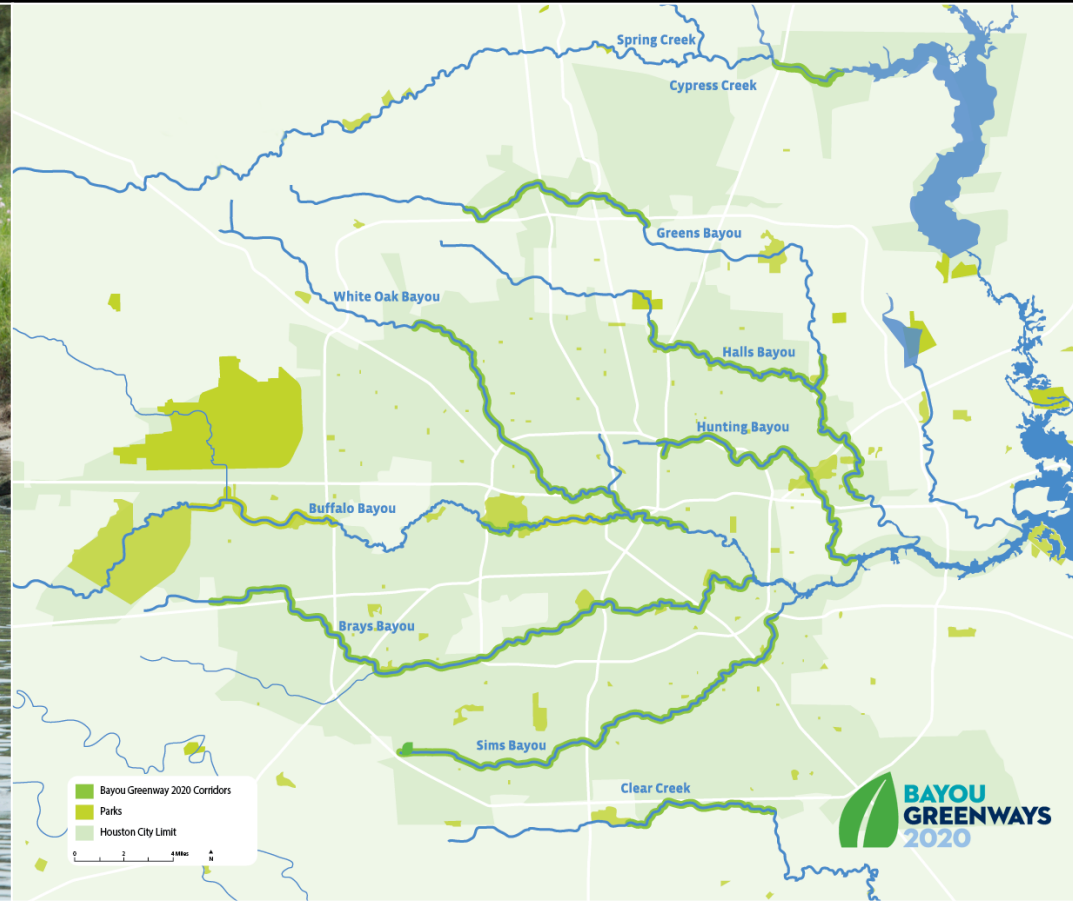 Spring Creek
Cypress Creek
Greens Bayou
White Oak Bayou
Halls Bayou
Hunting Bayou
Buffalo Bayou
Brays Bayou
Sims Bayou
Clear Creek
Bayou Greenway 2020 Corridors
Parks
Houston City Limit
0 2 4 Miles
N
BAYOU
GREENWAYS
2020